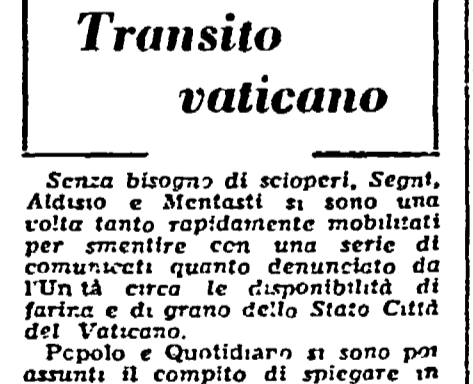 Transito
vaticano
Senza bisogno di scioperi, Segni,
Aldisio e Mentasti si sono una
volta tanto rapidamente mobilitati
per smentire con una serie di
comunicati quanto denunciato da
l'Unità circa le disponibilità di
farina e di grano dello Stato Città
del Vaticano.
Popolo e Quotidiano si sono poi
assunti il compito di spiegare in